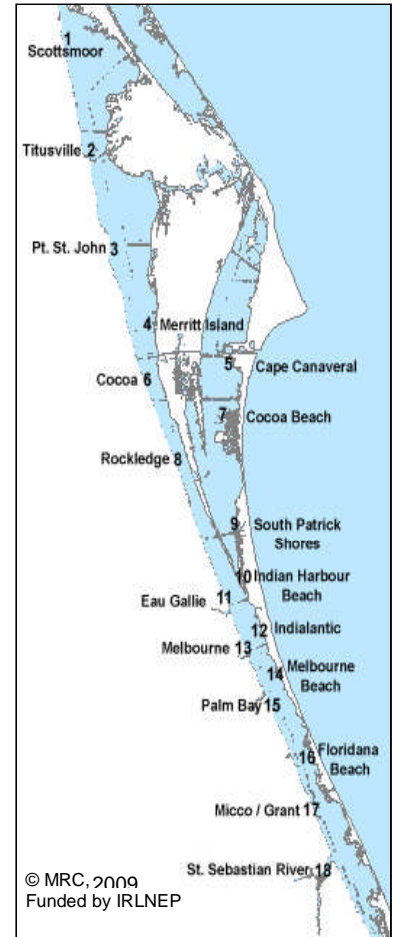 1
Scottsmoor
Titusville 2
Pt. St. John 3
4 Merritt Island
5 Cape Canaveral
Cocoa 6
7 Cocoa Beach
Rockledge 8
9 South Patrick
Shores
10 Indian Harbour
Beach
Eau Gallie 11
12 Indialantic
Melbourne 13
14 Melbourne
Beach
Palm Bay 15
16 Floridana
Beach
Micco / Grant 17
St. Sebastian River 18
© MRC, 2009
Funded by IRLNEP